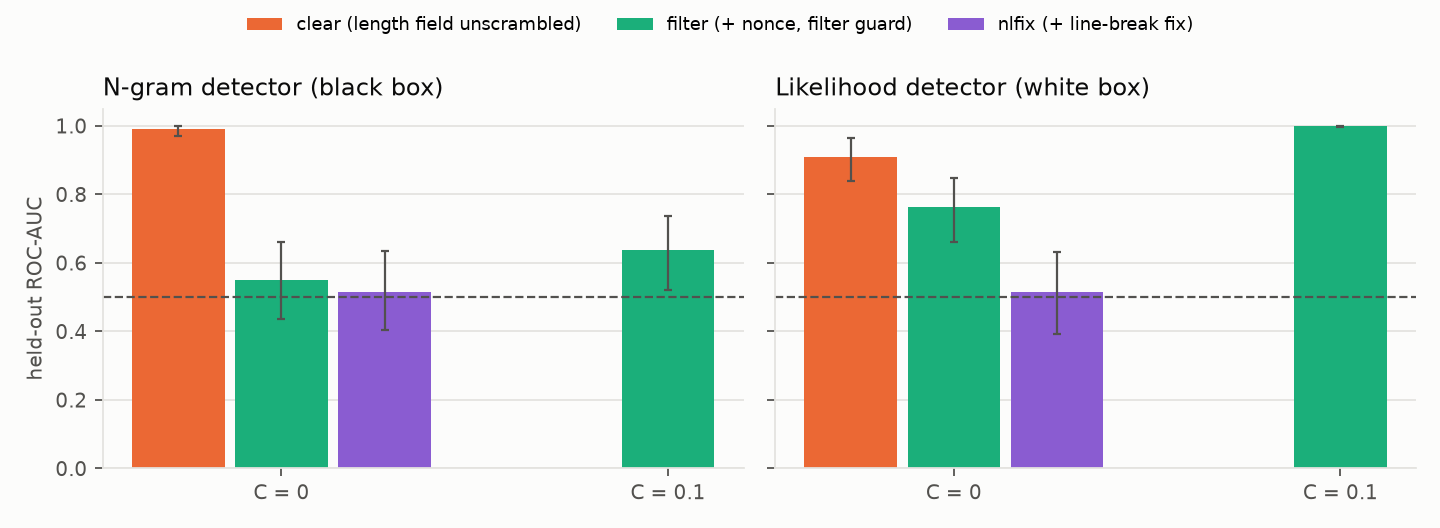 clear (length field unscrambled) filter (+ nonce, filter guard) nlfix (+ line-break fix)
N-gram detector (black box) Likelihood detector (white box)
held-out ROC-AUC
1.0
0.8
0.6
0.4
0.2
0.0
C = 0 C = 0.1 C = 0 C = 0.1